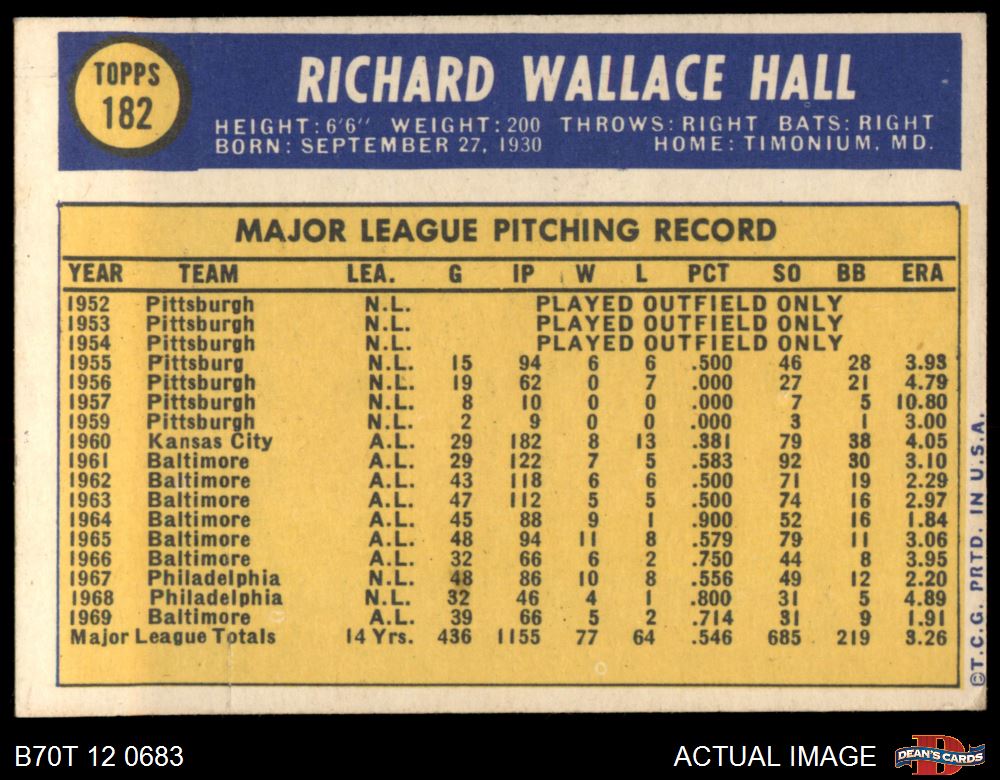 TOPPS
182
RICHARD WALLACE HALL
HEIGHT: 6'6" WEIGHT: 200 THROWS: RIGHT BATS: RIGHT
BORN: SEPTEMBER 27, 1930 HOME: TIMONIUM, MD.
MAJOR LEAGUE PITCHING RECORD
YEAR TEAM LEA. G IP W L PCT SO BB ERA
1952 Pittsburgh N.L. PLAYED OUTFIELD ONLY
1953 Pittsburgh N.L. PLAYED OUTFIELD ONLY
1954 Pittsburgh N.L. PLAYED OUTFIELD ONLY
1955 Pittsburg N.L. 15 94 6 6 .500 46 28 3.93
1956 Pittsburgh N.L. 19 62 0 7 .000 27 21 4.79
1957 Pittsburgh N.L. 8 10 0 0 .000 7 5 10.80
1959 Pittsburgh N.L. 2 9 0 0 .000 3 1 3.00
1960 Kansas City A.L. 29 182 8 13 .381 79 38 4.05
1961 Baltimore A.L. 29 122 7 5 .583 92 30 3.10
1962 Baltimore A.L. 43 118 6 6 .500 71 19 2.29
1963 Baltimore A.L. 47 112 5 5 .500 74 16 2.97
1964 Baltimore A.L. 45 88 9 1 .900 52 16 1.84
1965 Baltimore A.L. 48 94 11 8 .579 79 11 3.06
1966 Baltimore A.L. 32 66 6 2 .750 44 8 3.95
1967 Philadelphia N.L. 48 86 10 8 .556 49 12 2.20
1968 Philadelphia N.L. 32 46 4 1 .800 31 5 4.89
1969 Baltimore A.L. 39 66 5 2 .714 31 9 1.91
Major League Totals 14 Yrs. 436 1155 77 64 .546 685 219 3.26
©T.C.G. PRTD. IN U.S.A.
B70T 12 0683
ACTUAL IMAGE
DEAN'S CARDS